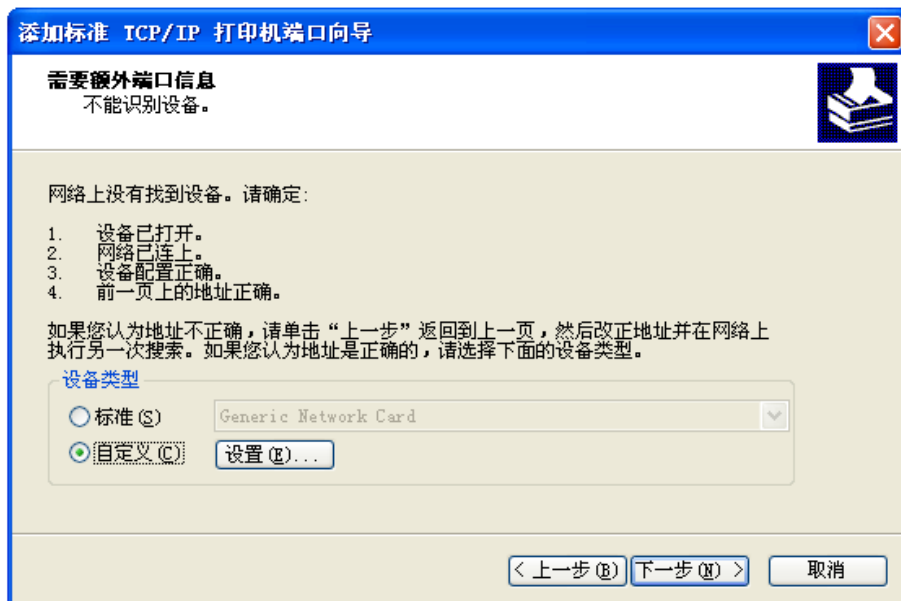 添加标准 TCP/IP 打印机端口向导
需要额外端口信息
不能识别设备。
网络上没有找到设备。请确定:
1. 设备已打开。
2. 网络已连上。
3. 设备配置正确。
4. 前一页上的地址正确。
如果您认为地址不正确,请单击“上一步”返回到上一页,然后改正地址并在网络上
执行另一次搜索。如果您认为地址是正确的,请选择下面的设备类型。
设备类型
标准(S) Generic Network Card
自定义(C) 设置(E)...
< 上一步(B) 下一步(N) > 取消